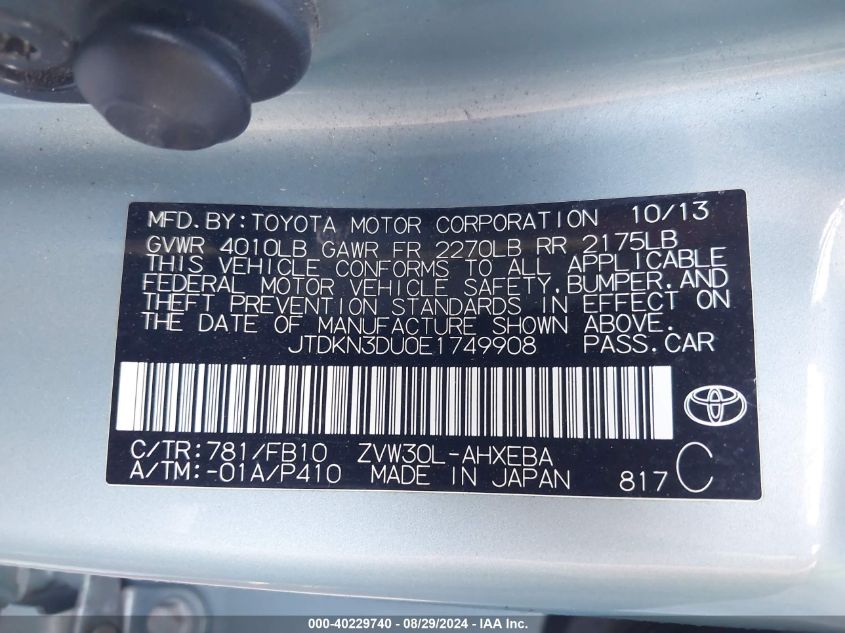 MFD.BY:TOYOTA MOTOR CORPORATION 10/13
GVWR 4010LB GAWR FR 2270LB RR 2175LB
THIS VEHICLE CONFORMS TO ALL APPLICABLE
FEDERAL MOTOR VEHICLE SAFETY,BUMPER,AND
THEFT PREVENTION STANDARDS IN EFFECT ON
THE DATE OF MANUFACTURE SHOWN ABOVE.
JTDKN3DU0E1749908 PASS.CAR
C/TR:781/FB10 ZVW30L-AHXEBA
A/TM:-01A/P410 MADE IN JAPAN 817 C
000-40229740 - 08/29/2024 - IAA Inc.